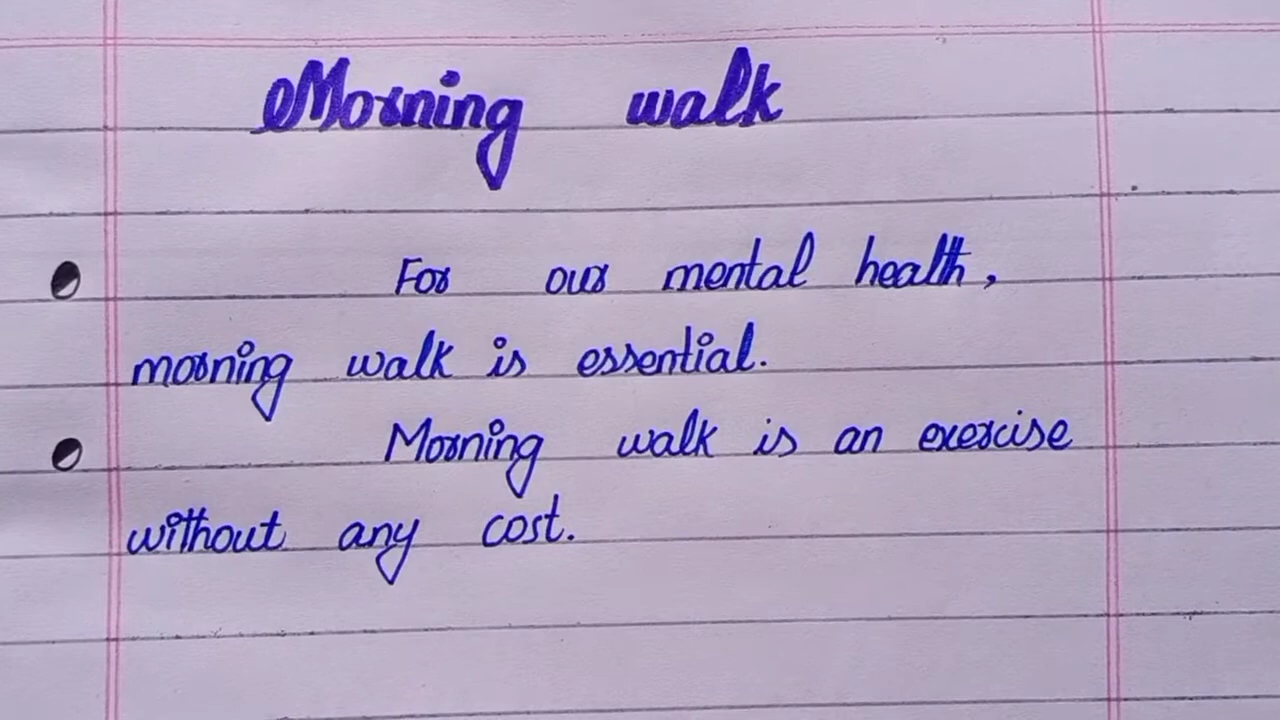 Morning walk
For our mental health,
morning walk is essential.
Morning walk is an exercise
without any cost.